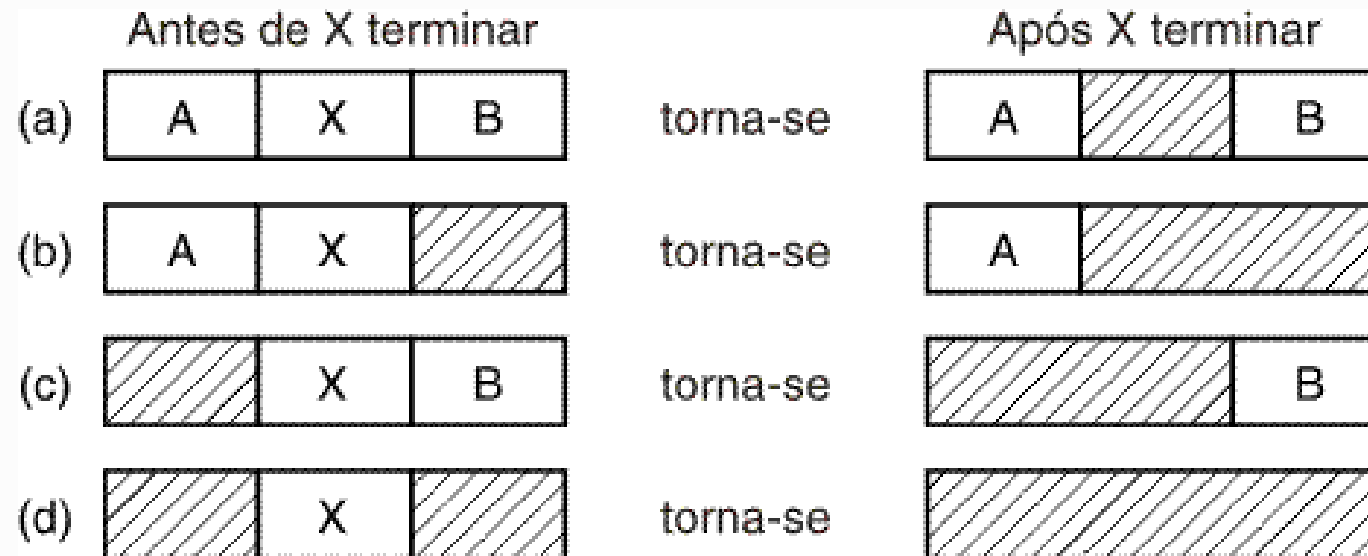 Antes de X terminar Após X terminar
(a) A X B torna-se A B
(b) A X torna-se A
(c) X B torna-se B
(d) X torna-se